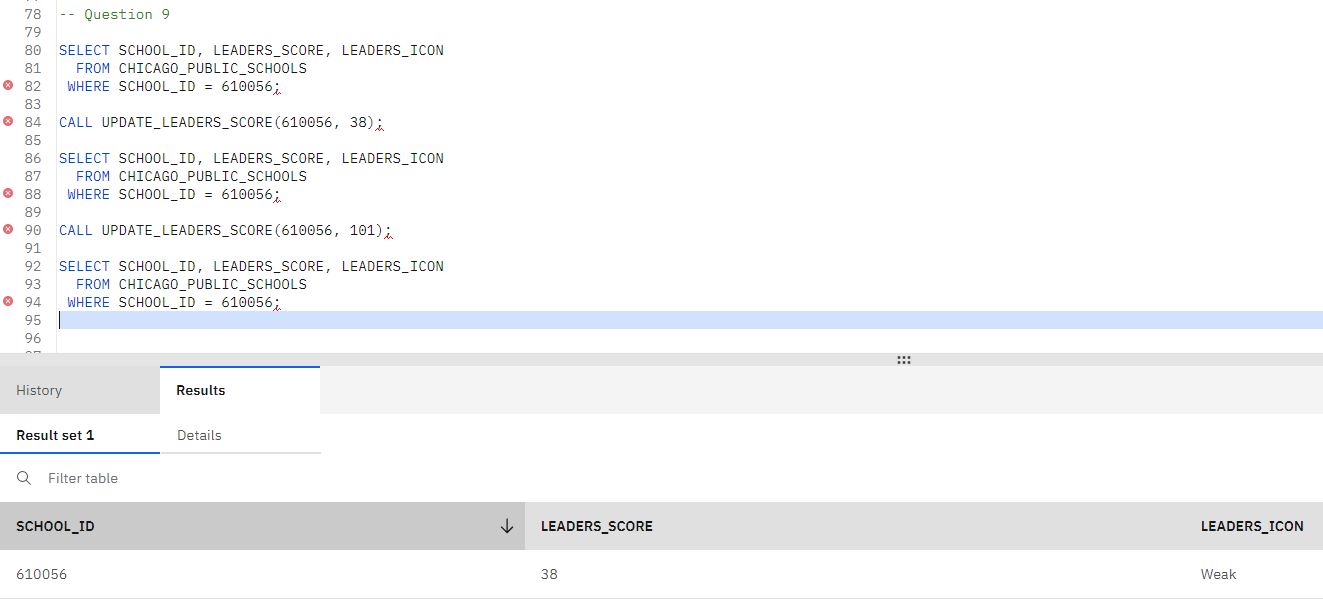 78 -- Question 9
79
80 SELECT SCHOOL_ID, LEADERS_SCORE, LEADERS_ICON
81 FROM CHICAGO_PUBLIC_SCHOOLS
82 WHERE SCHOOL_ID = 610056;
83
84 CALL UPDATE_LEADERS_SCORE(610056, 38);
85
86 SELECT SCHOOL_ID, LEADERS_SCORE, LEADERS_ICON
87 FROM CHICAGO_PUBLIC_SCHOOLS
88 WHERE SCHOOL_ID = 610056;
89
90 CALL UPDATE_LEADERS_SCORE(610056, 101);
91
92 SELECT SCHOOL_ID, LEADERS_SCORE, LEADERS_ICON
93 FROM CHICAGO_PUBLIC_SCHOOLS
94 WHERE SCHOOL_ID = 610056;
95
96
History Results
Result set 1 Details
Filter table
SCHOOL_ID LEADERS_SCORE LEADERS_ICON
610056 38 Weak